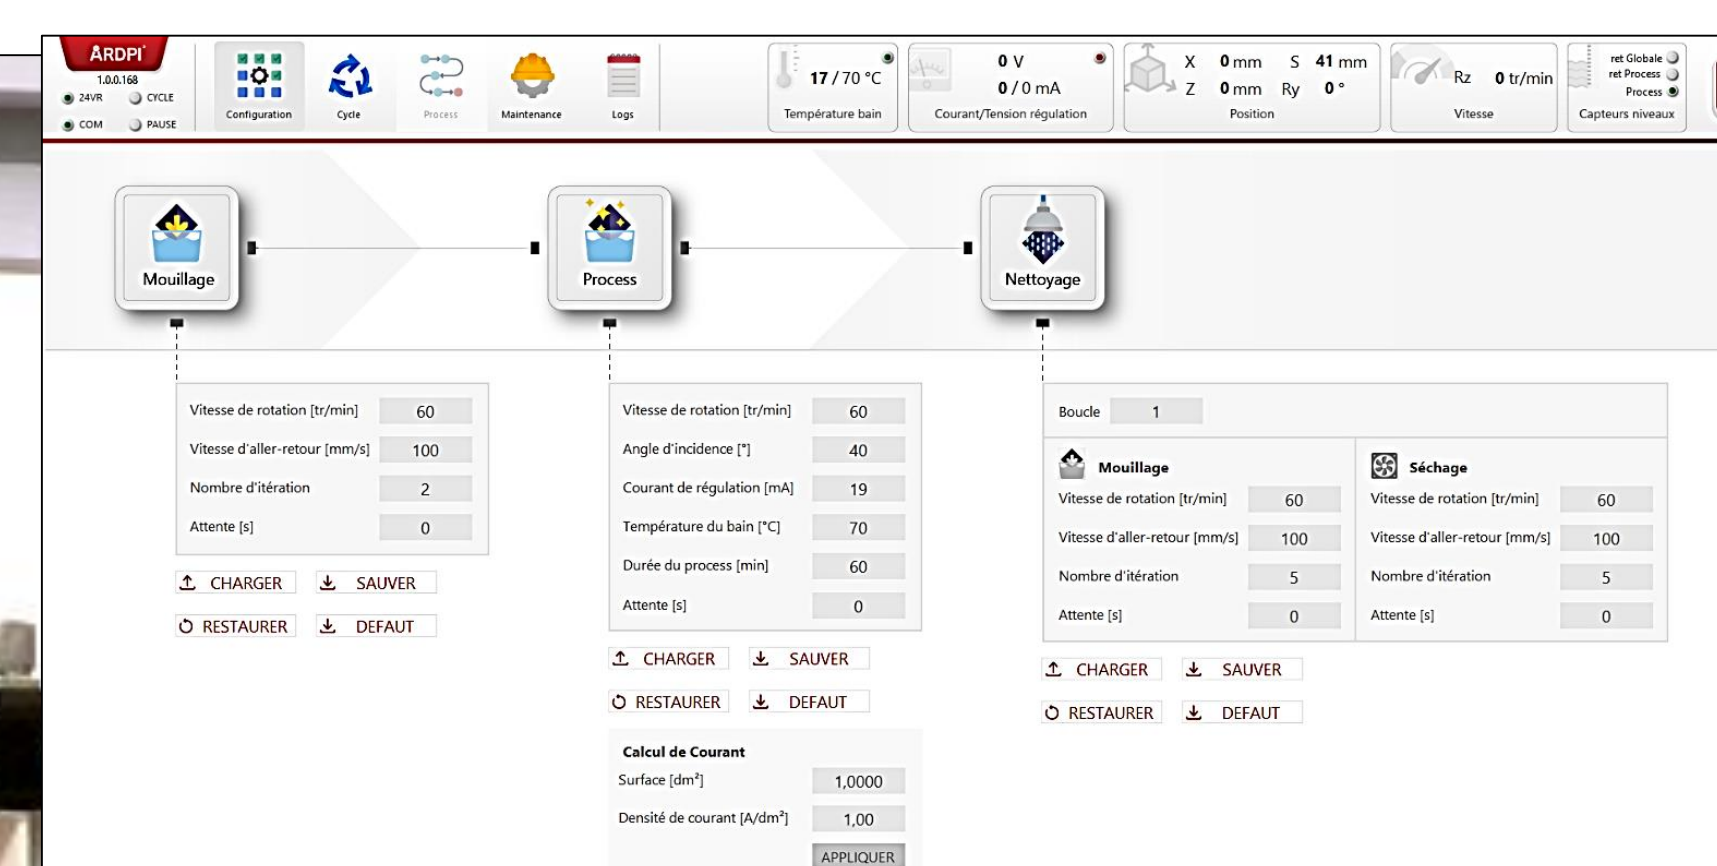 ARDPI
1.0.0.168
24VR CYCLE
COM PAUSE
Configuration
Cycle
Process
Maintenance
Logs
17 / 70 °C
Température bain
0 V
0 / 0 mA
Courant/Tension régulation
X 0 mm S 41 mm
Z 0 mm Ry 0 °
Position
Rz 0 tr/min
Vitesse
ret Globale
ret Process
Process
Capteurs niveaux
Mouillage
Process
Nettoyage
Vitesse de rotation [tr/min] 60
Vitesse d'aller-retour [mm/s] 100
Nombre d'itération 2
Attente [s] 0
CHARGER SAUVER
RESTAURER DEFAUT
Vitesse de rotation [tr/min] 60
Angle d'incidence [°] 40
Courant de régulation [mA] 19
Température du bain [°C] 70
Durée du process [min] 60
Attente [s] 0
CHARGER SAUVER
RESTAURER DEFAUT
Calcul de Courant
Surface [dm²] 1,0000
Densité de courant [A/dm²] 1,00
APPLIQUER
Boucle 1
Mouillage
Vitesse de rotation [tr/min] 60
Vitesse d'aller-retour [mm/s] 100
Nombre d'itération 5
Attente [s] 0
Séchage
Vitesse de rotation [tr/min] 60
Vitesse d'aller-retour [mm/s] 100
Nombre d'itération 5
Attente [s] 0
CHARGER SAUVER
RESTAURER DEFAUT